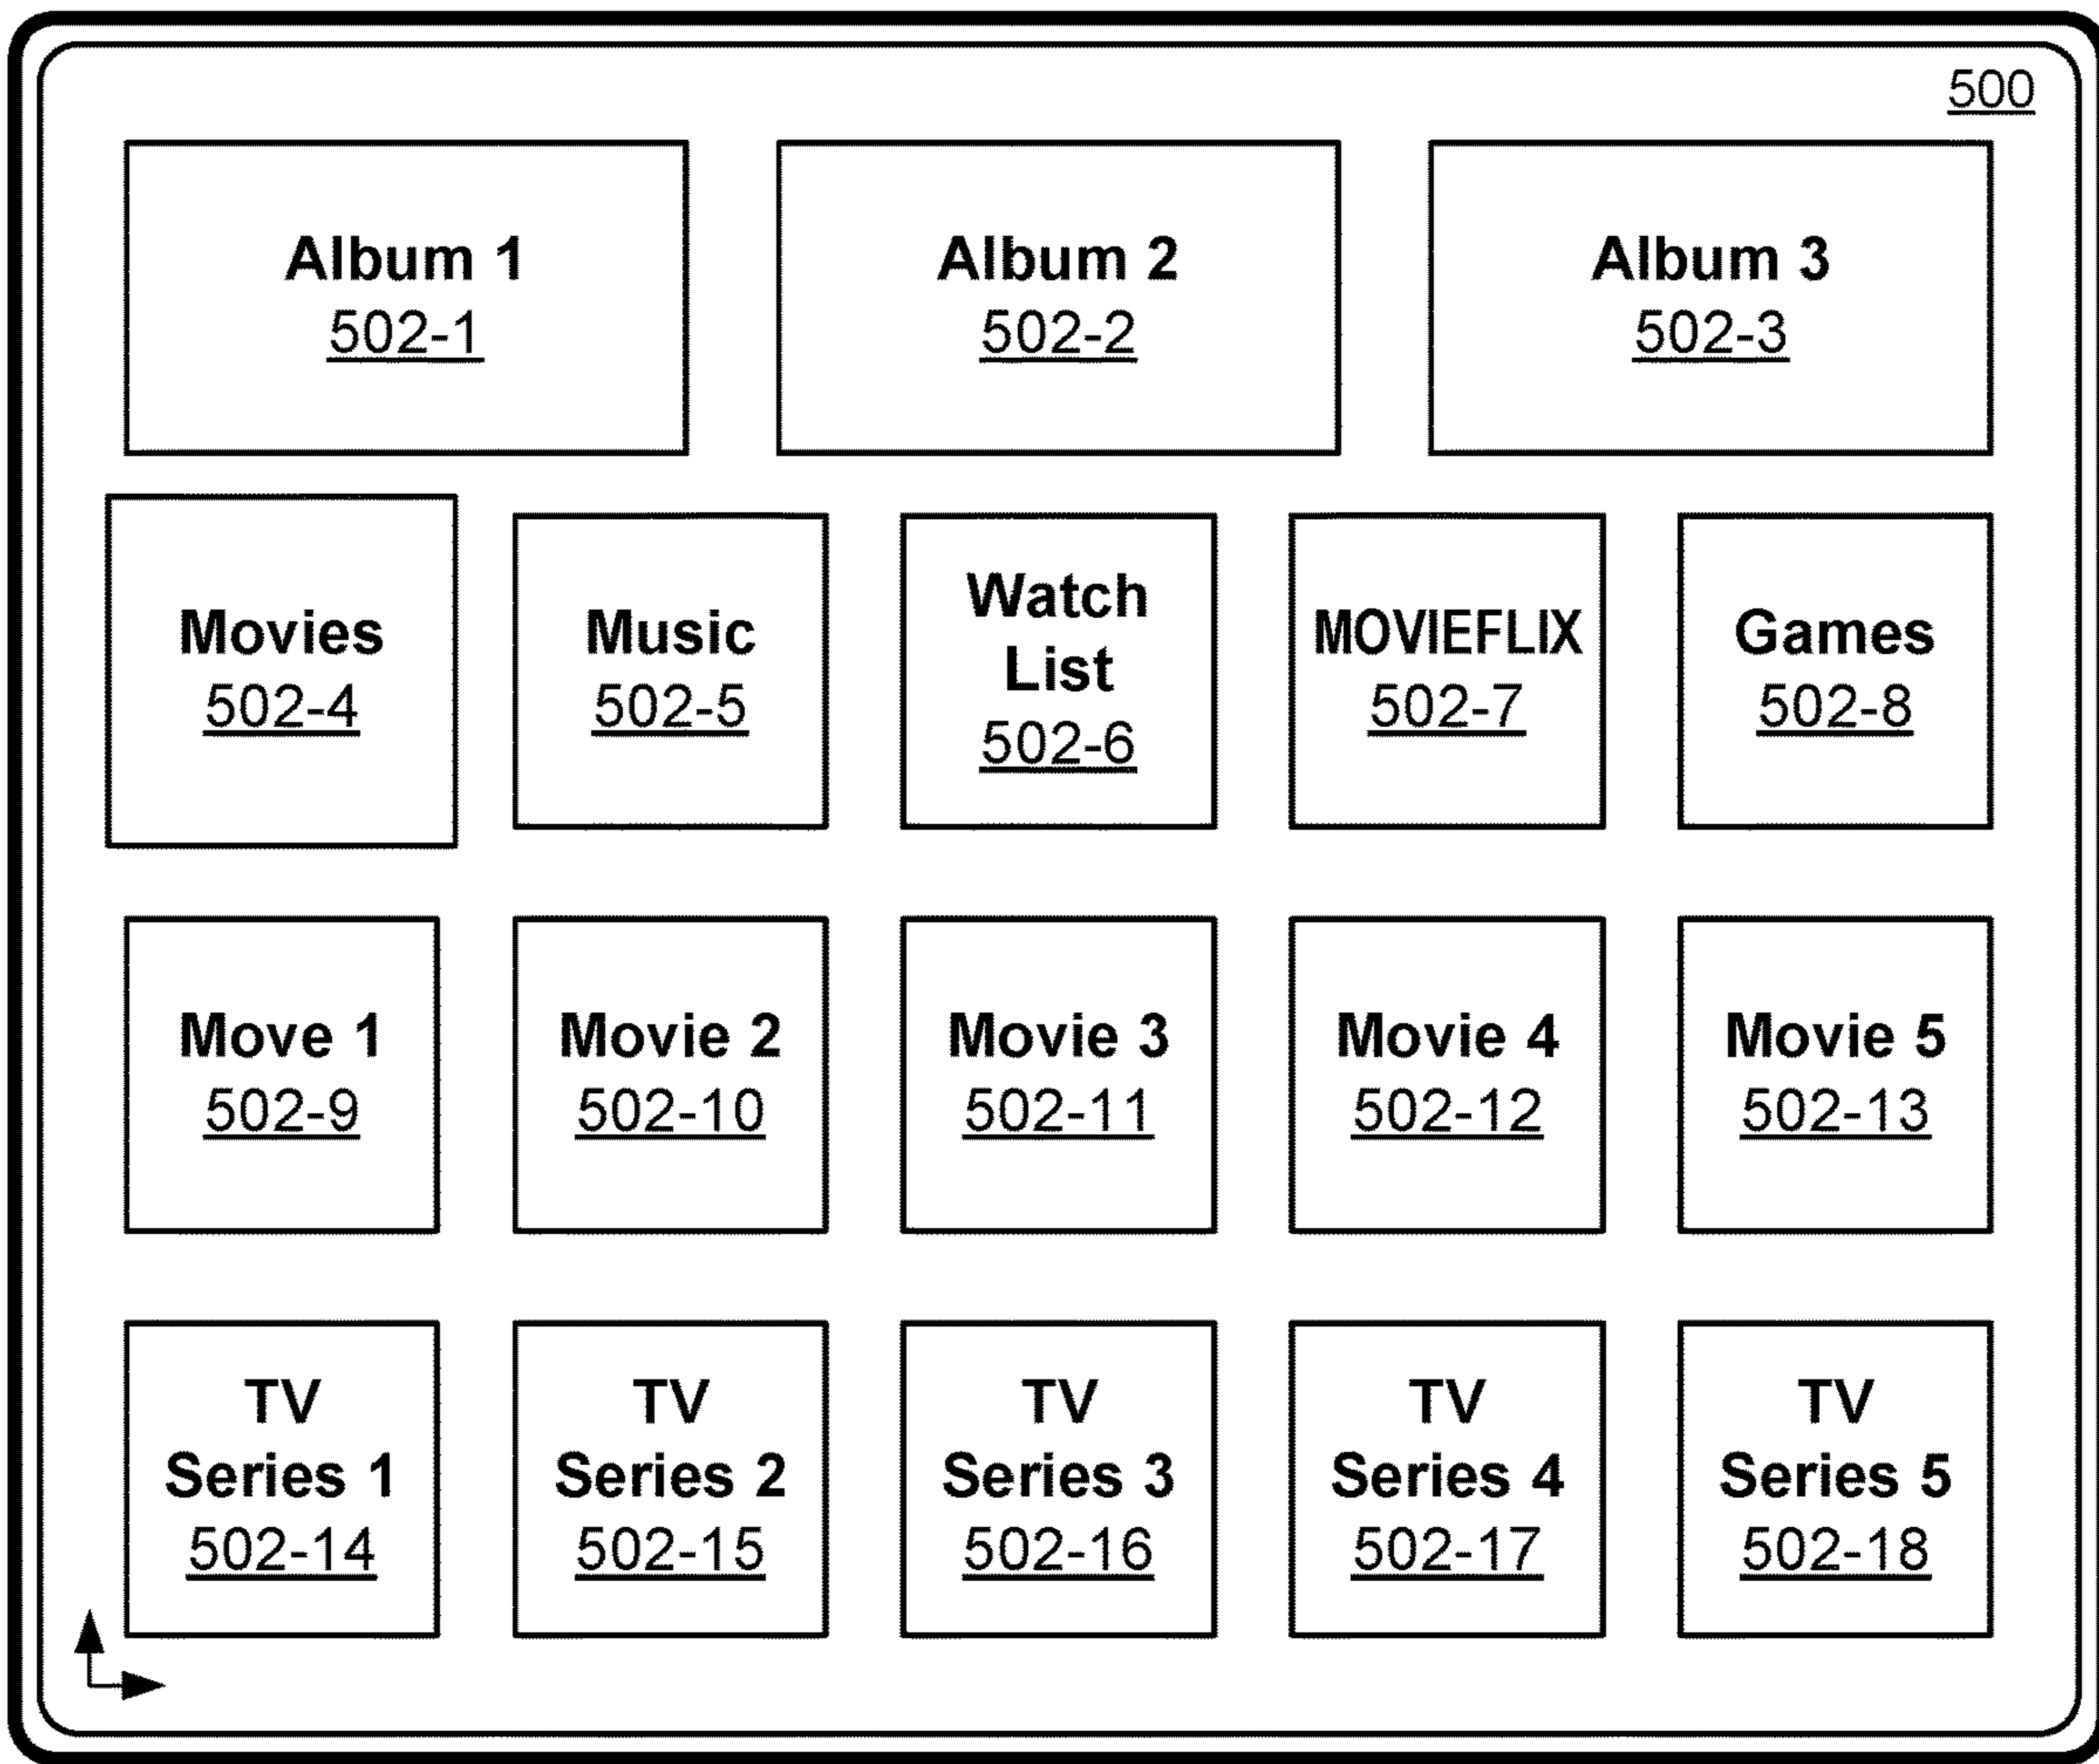 500
Album 1
502-1
Album 2
502-2
Album 3
502-3
Movies
502-4
Music
502-5
Watch
List
502-6
MOVIEFLIX
502-7
Games
502-8
Move 1
502-9
Movie 2
502-10
Movie 3
502-11
Movie 4
502-12
Movie 5
502-13
TV
Series 1
502-14
TV
Series 2
502-15
TV
Series 3
502-16
TV
Series 4
502-17
TV
Series 5
502-18